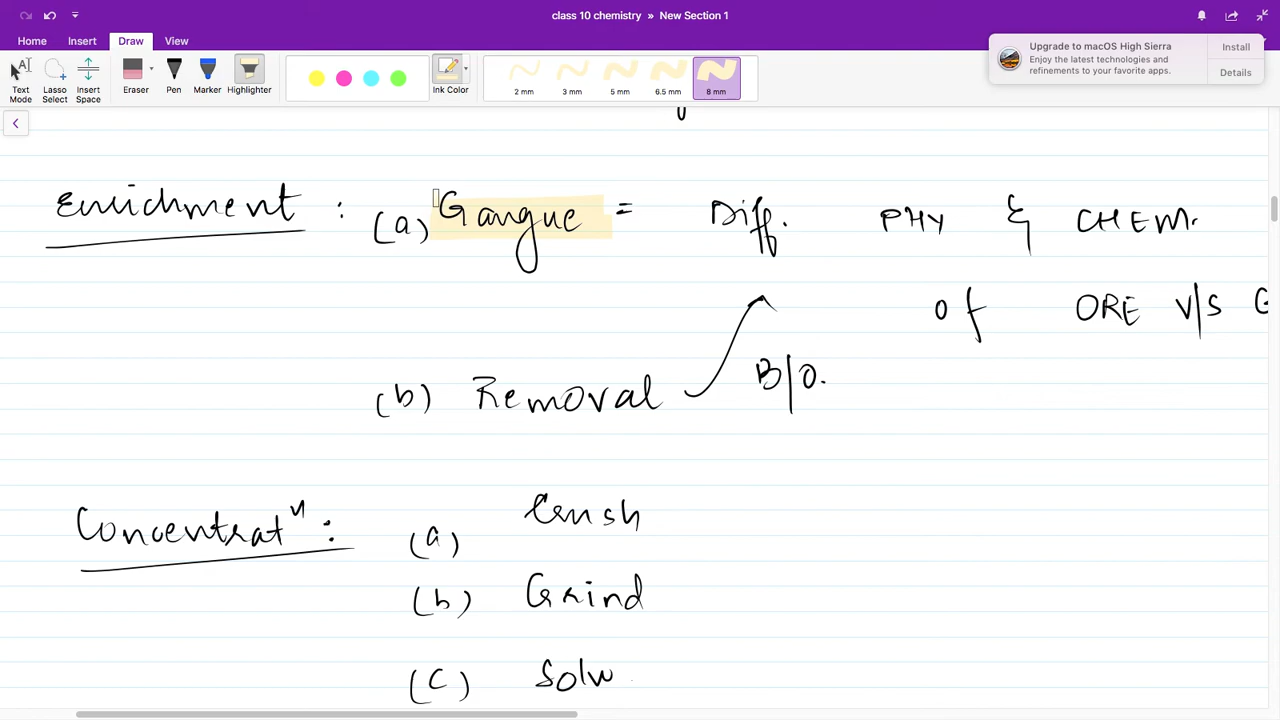 class 10 chemistry » New Section 1
Home Insert Draw View
Upgrade to macOS High Sierra
Enjoy the latest technologies and
refinements to your favorite apps.
Install
Details
Text
Mode
Lasso
Select
Insert
Space
Eraser
Pen
Marker
Highlighter
Ink Color
2 mm
3 mm
5 mm
6.5 mm
8 mm
Enrichment : (a) Gangue = Diff. PHY & CHEM.
of ORE V/S G
(b) Removal B/O.
Concentratn : (a) Crush
(b) Grind
(c)